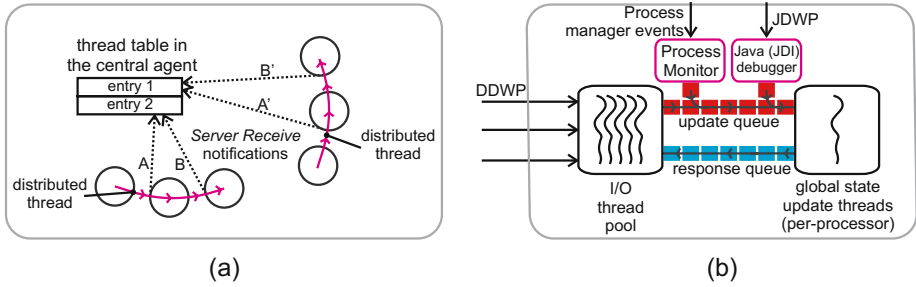 thread table in
the central agent
entry 1
entry 2
B'
A'
Server Receive
notifications
distributed
thread
A
B
distributed
thread
(a)
Process
manager events
JDWP
Process
Monitor
Java (JDI)
debugger
DDWP
update queue
response queue
I/O
thread
pool
global state
update threads
(per-processor)
(b)